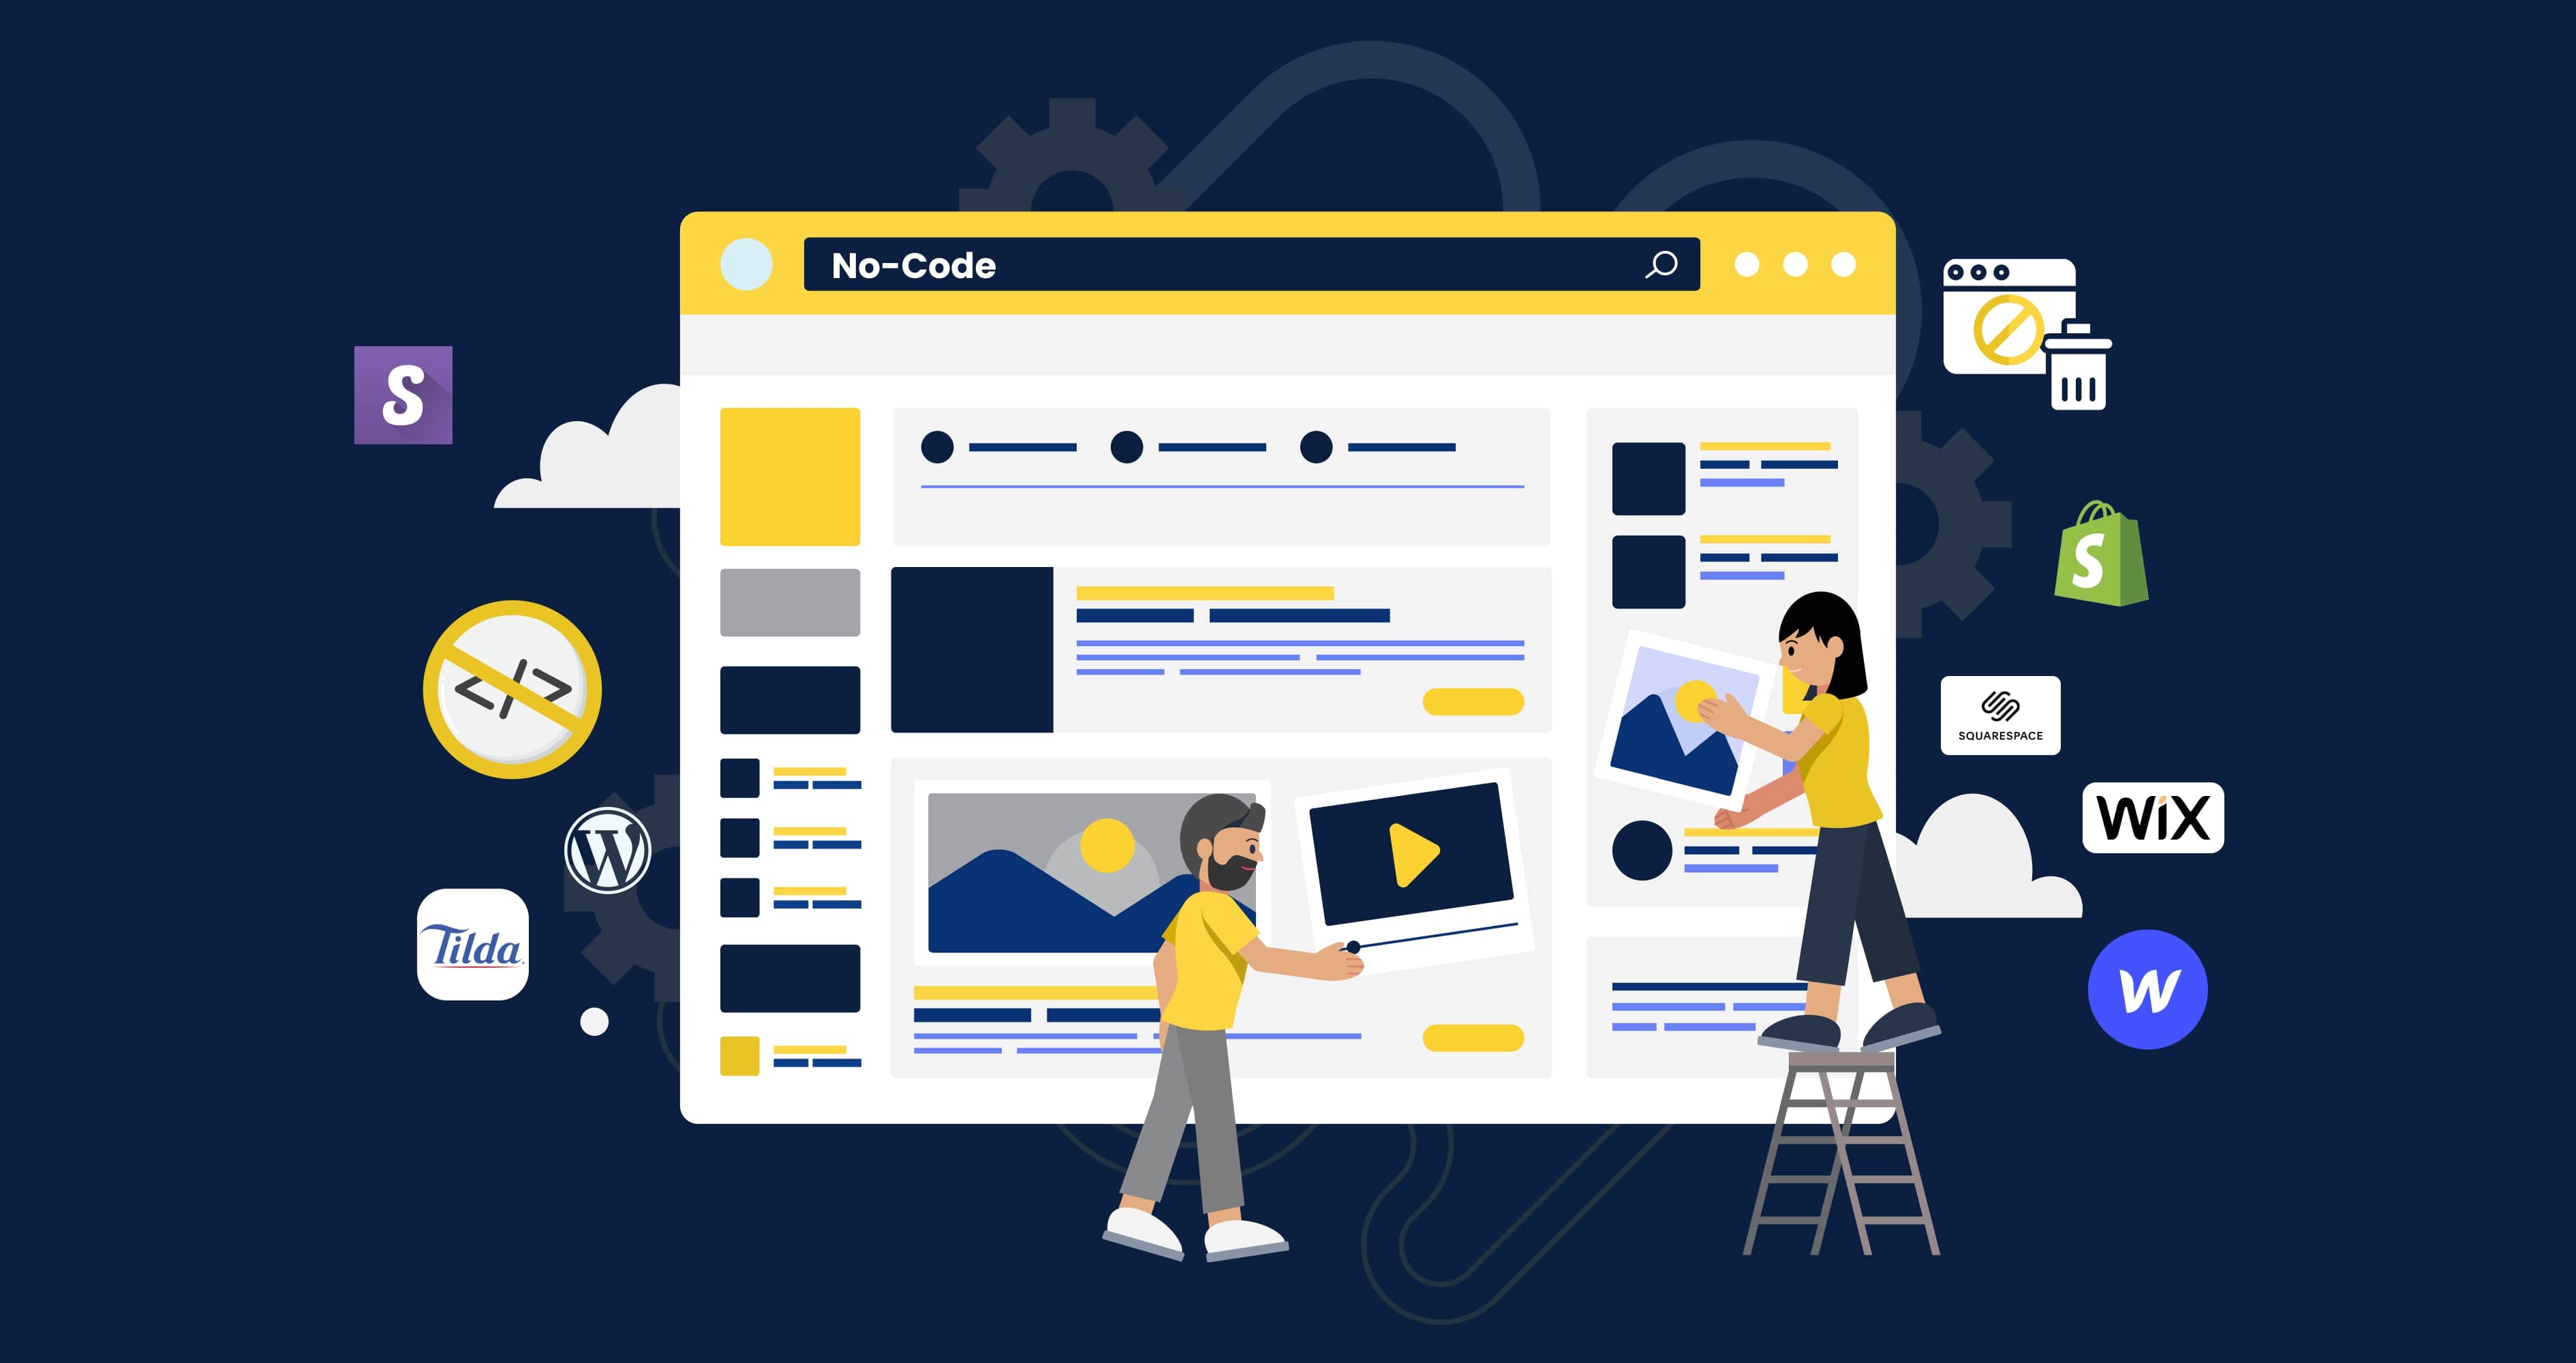 No-Code
S
</>
W
Tilda
S
SQUARESPACE
WiX
W